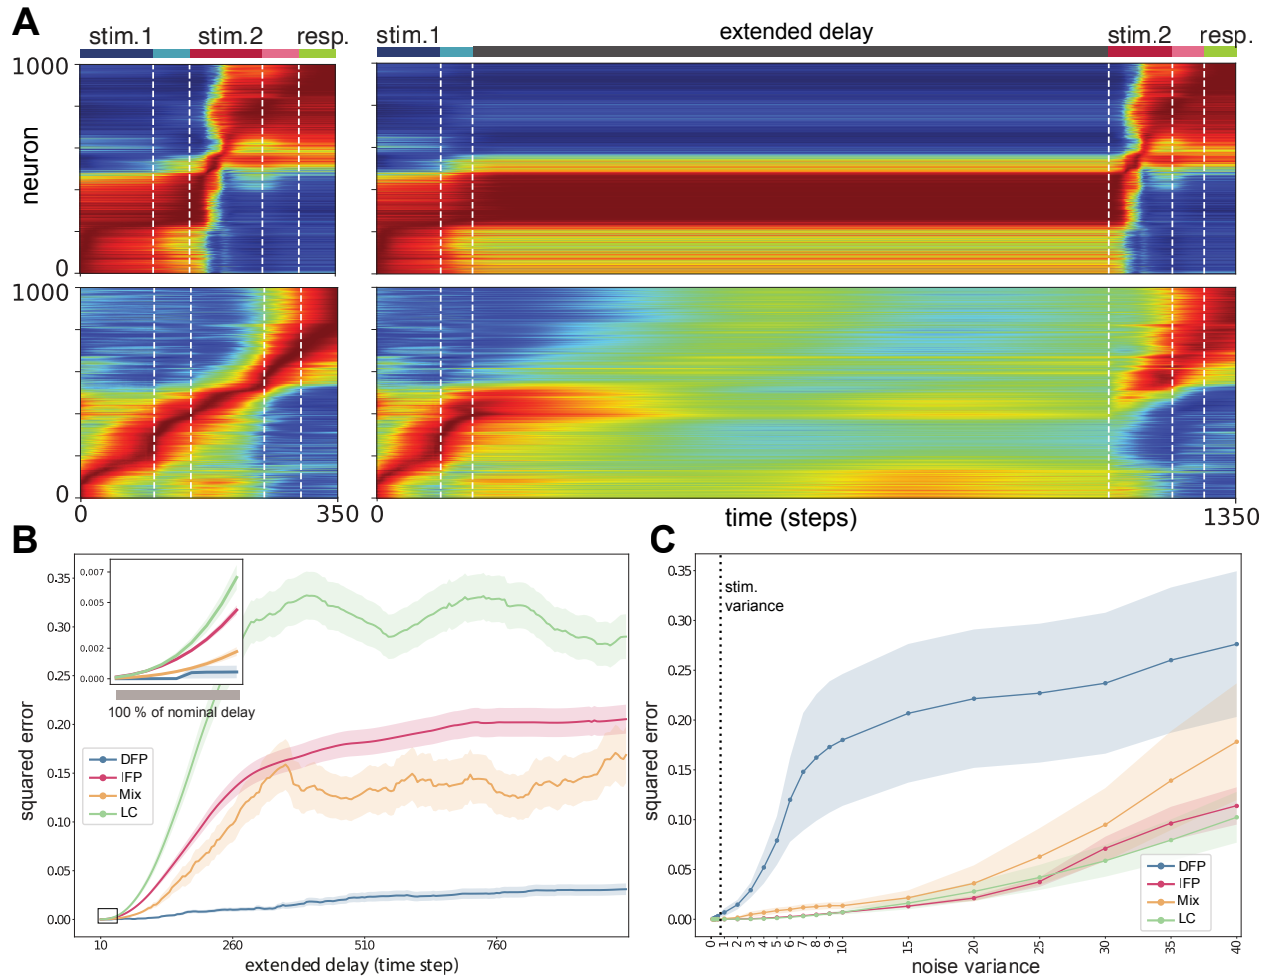 A
stim.1 stim.2 resp.
stim.1 extended delay stim.2 resp.
1000
neuron
0
1000
0
0 350
0 time (steps) 1350
B
squared error
0.35
0.30
0.25
0.20
0.15
0.10
0.05
0.00
0.007
0.005
0.002
0.000
100 % of nominal delay
DFP
IFP
Mix
LC
10 260 510 760
extended delay (time step)
C
squared error
0.35
0.30
0.25
0.20
0.15
0.10
0.05
0.00
stim.
variance
DFP
IFP
Mix
LC
0 1 2 3 4 5 6 7 8 9 10 15 20 25 30 35 40
noise variance